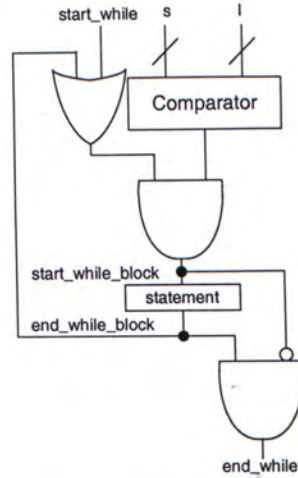 start_while
s
l
Comparator
start_while_block
statement
end_while_block
end_while